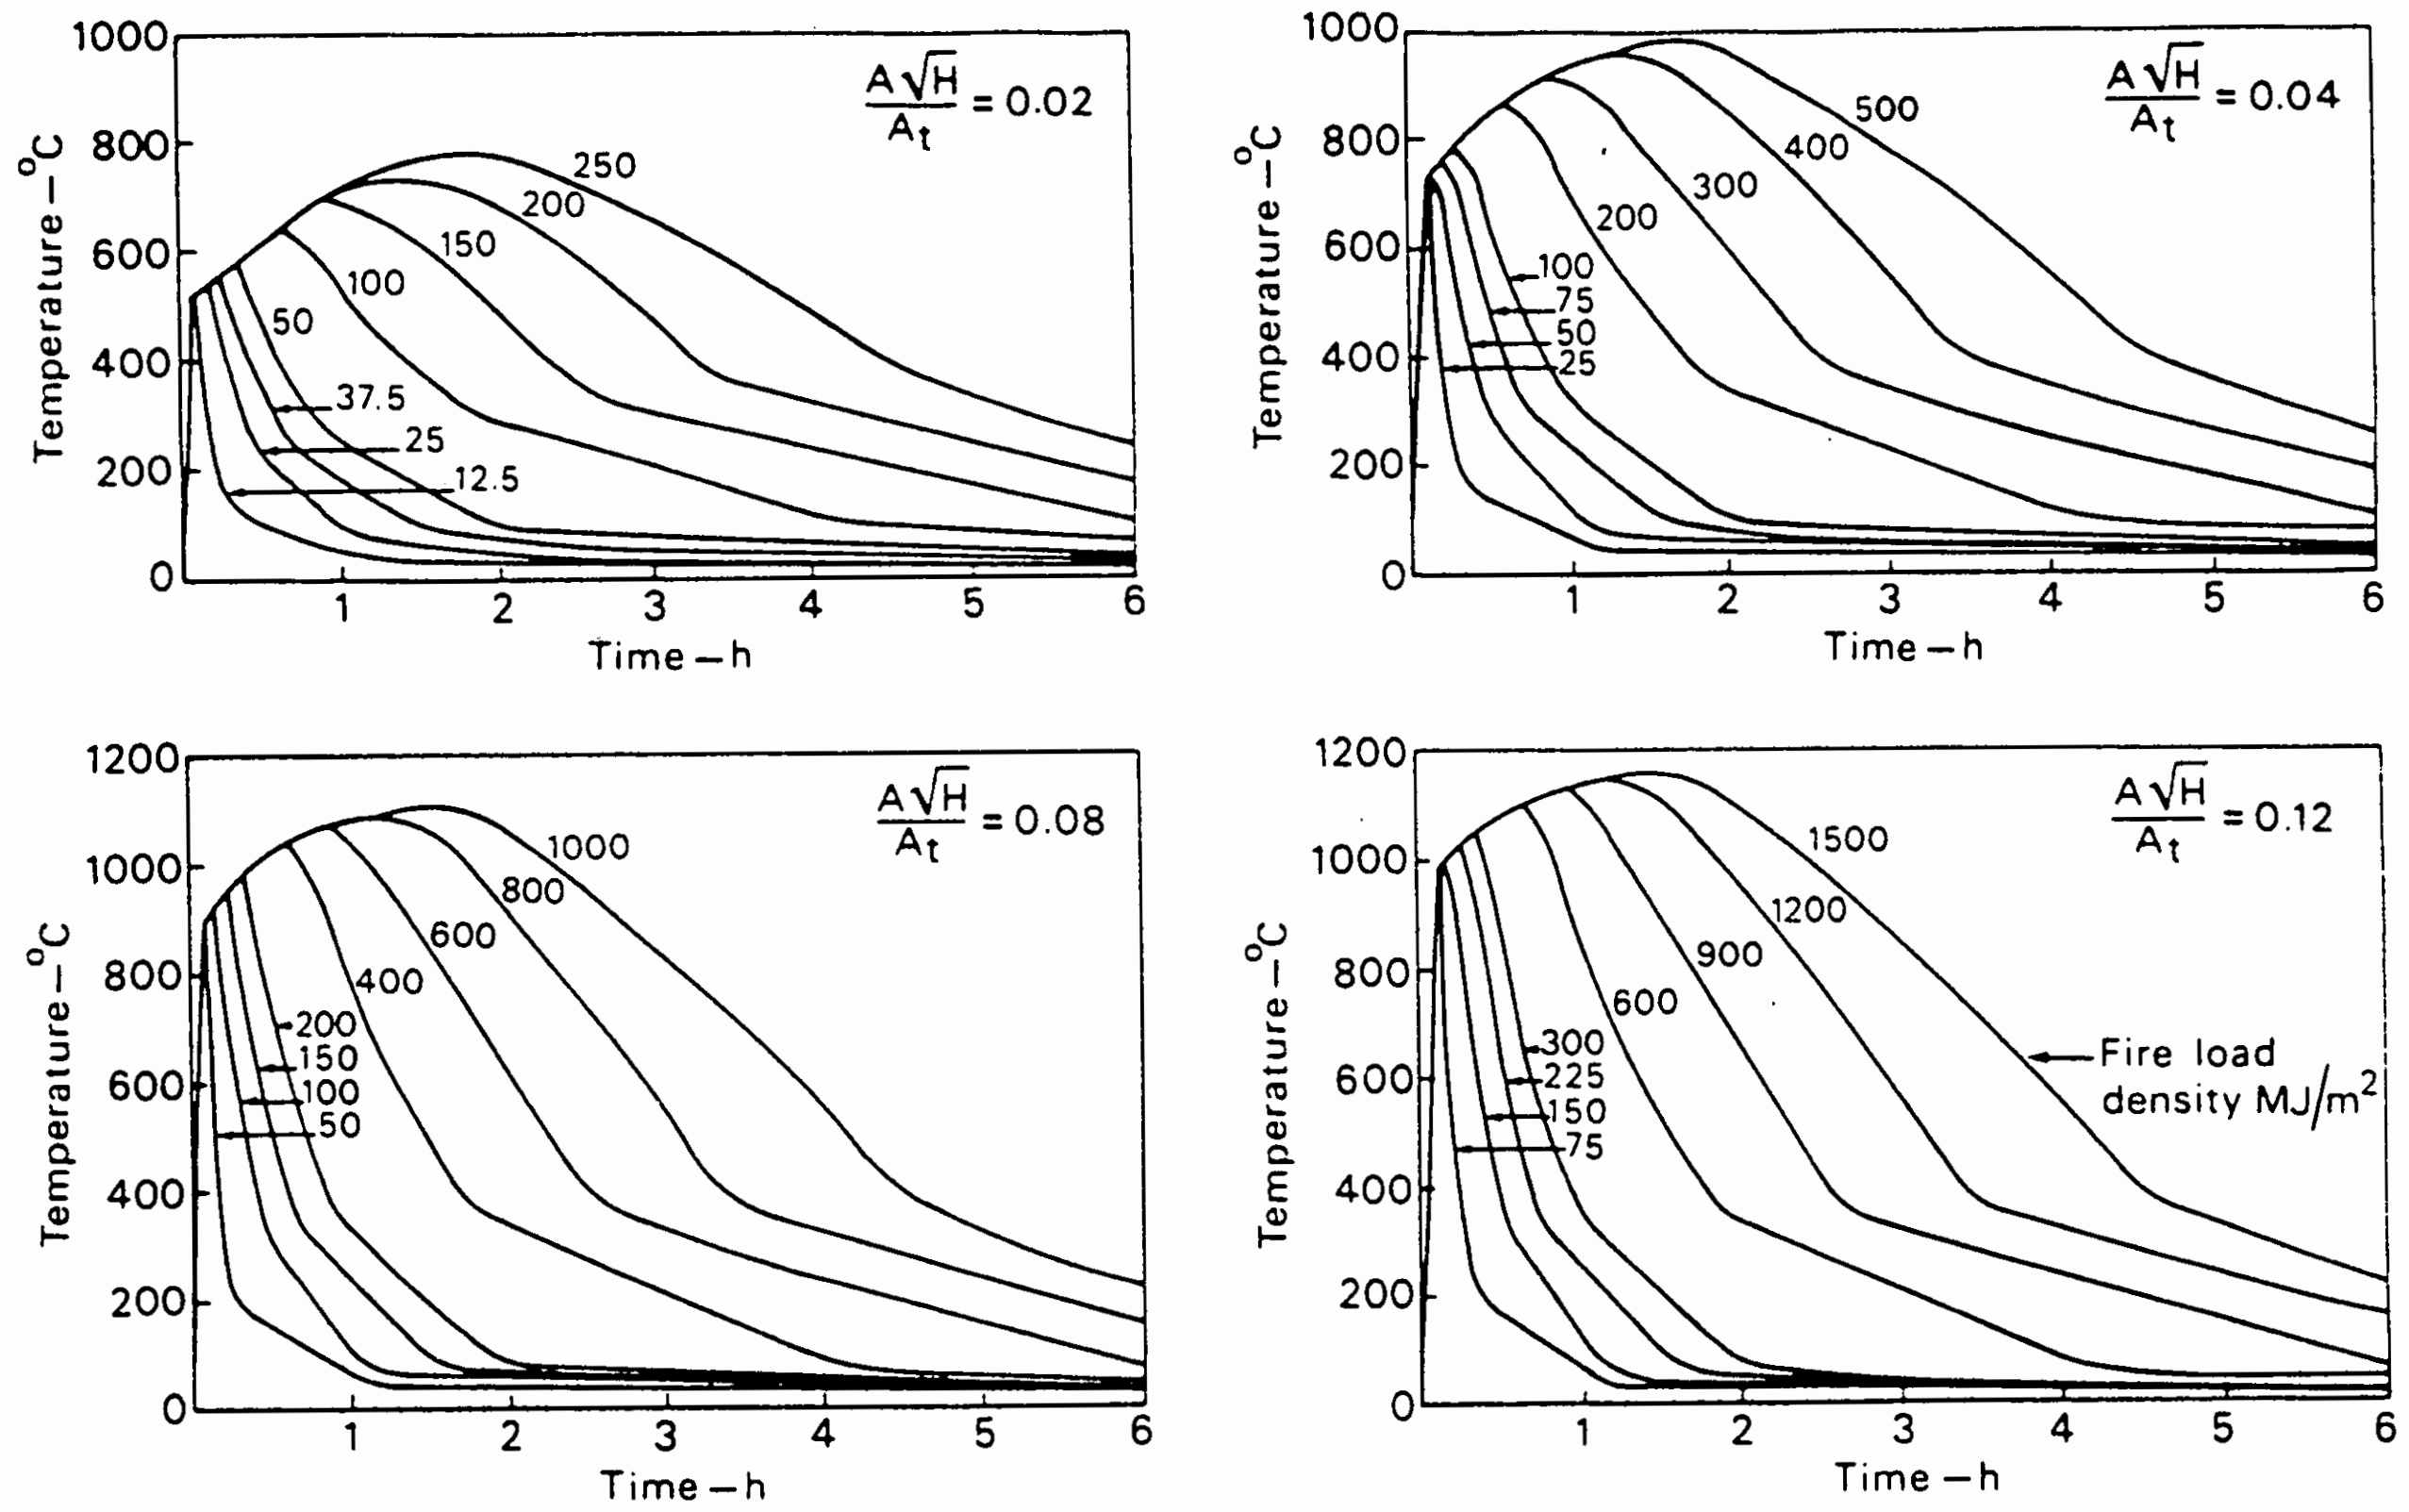 1000
800
600
400
200
0
Temperature – °C
A√H
At
= 0.02
250
200
150
100
50
37.5
25
12.5
1 2 3 4 5 6
Time – h
1000
800
600
400
200
0
Temperature – °C
A√H
At
= 0.04
500
400
300
200
100
75
50
25
1 2 3 4 5 6
Time – h
1200
1000
800
600
400
200
0
Temperature – °C
A√H
At
= 0.08
1000
800
600
400
200
150
100
50
1 2 3 4 5 6
Time – h
1200
1000
800
600
400
200
0
Temperature – °C
A√H
At
= 0.12
1500
1200
900
600
300
225
150
75
Fire load
density MJ/m²
1 2 3 4 5 6
Time – h